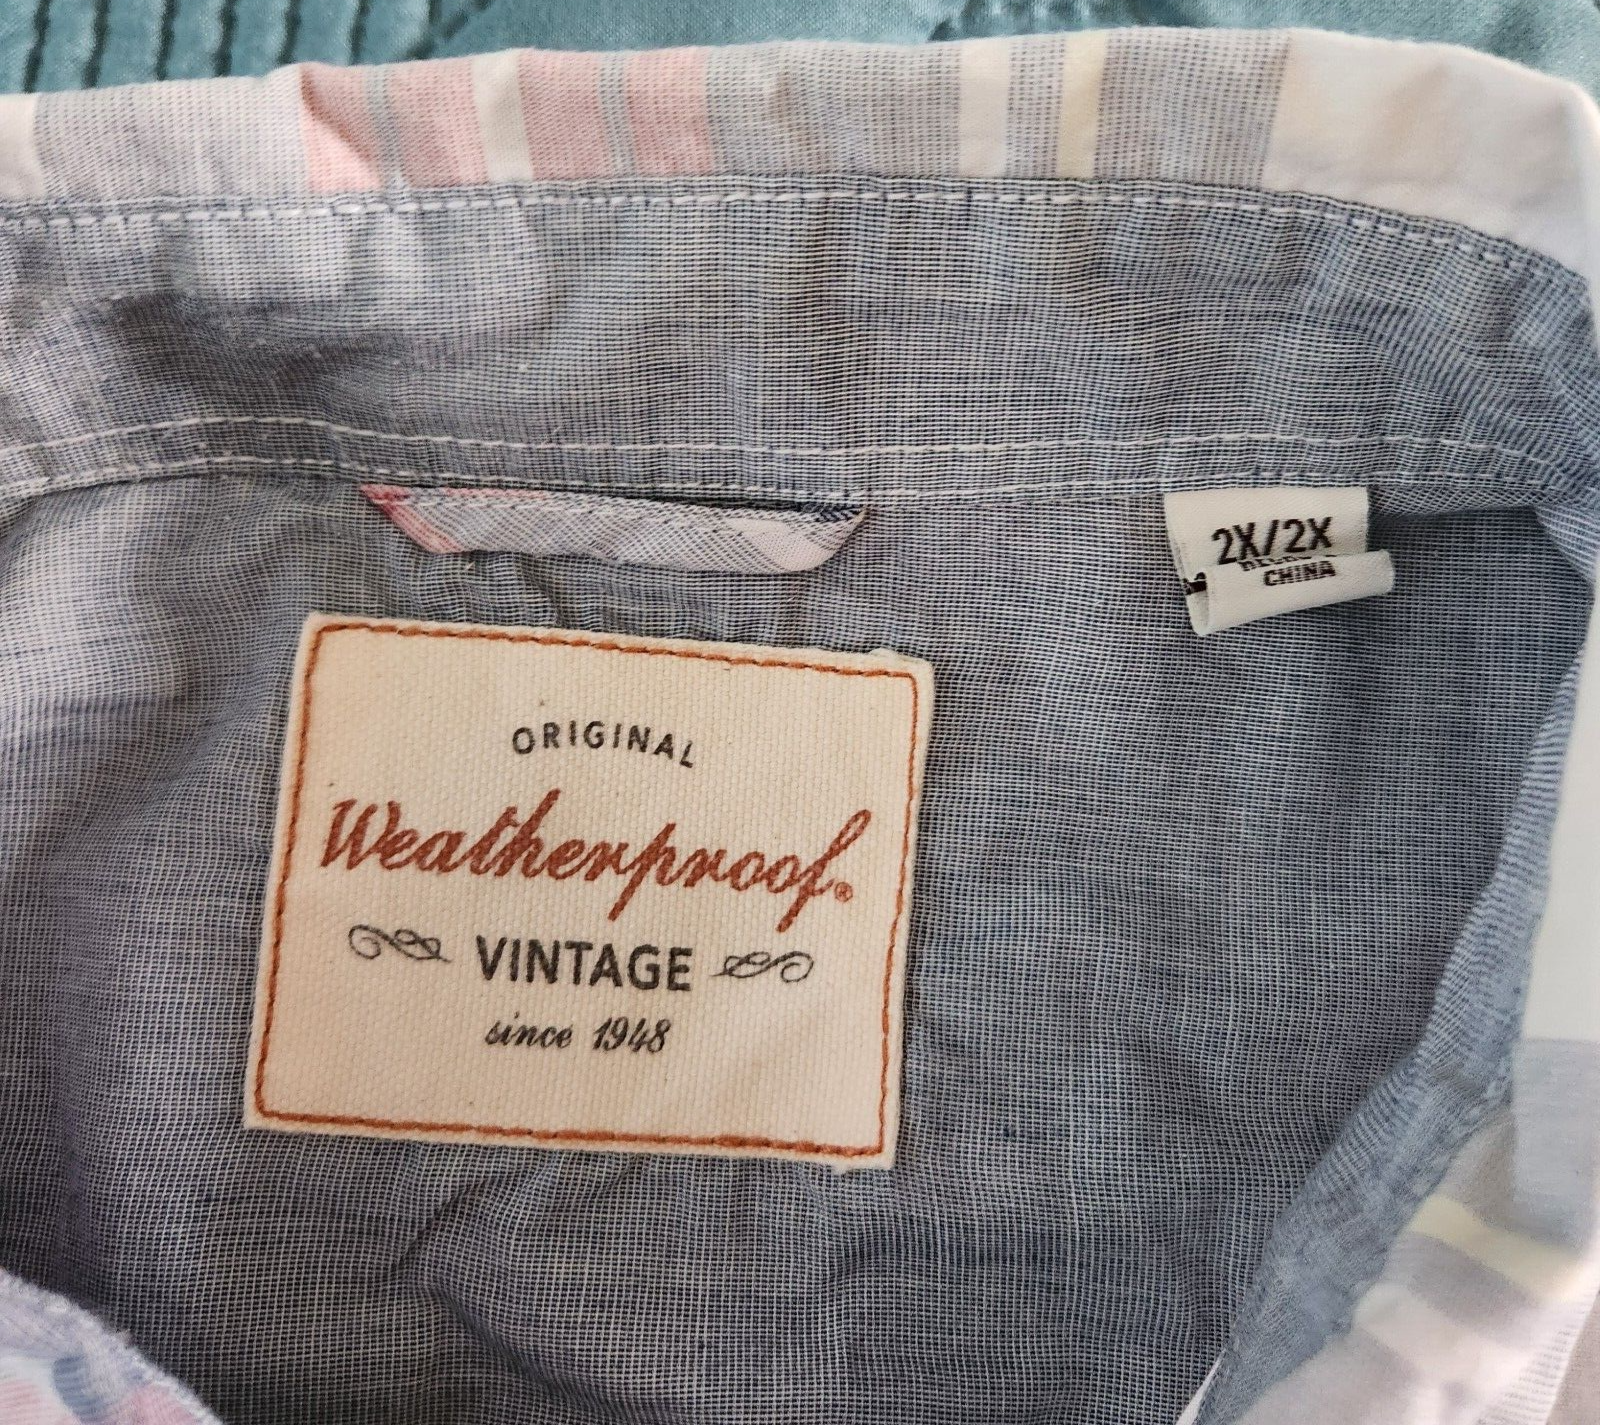 ORIGINAL
Weatherproof®
VINTAGE
since 1948
2X/2X
CHINA